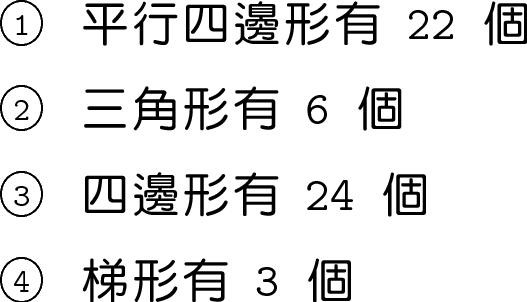 ① 平行四邊形有 22 個
② 三角形有 6 個
③ 四邊形有 24 個
④ 梯形有 3 個